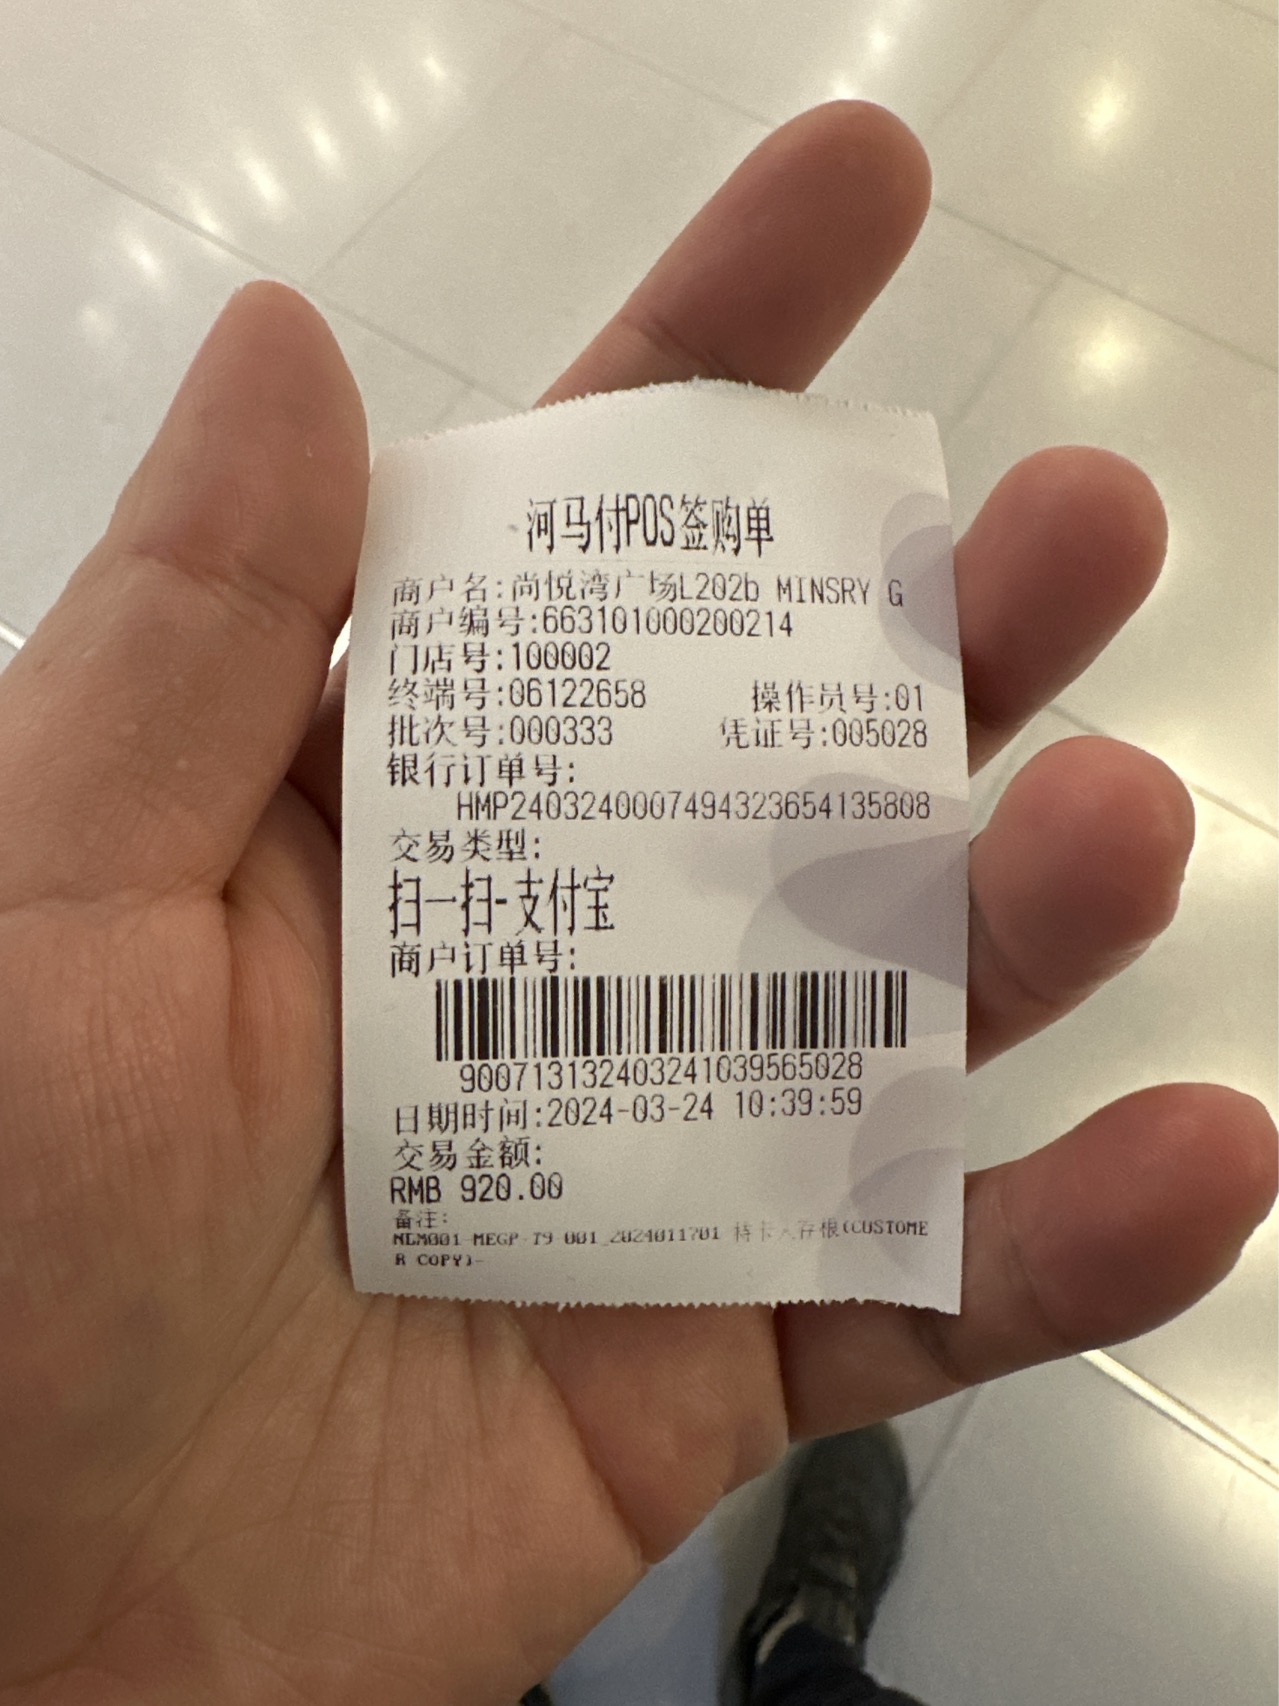 河马付POS签购单
商户名:尚悦湾广场L202b MINSRY G
商户编号:663101000200214
门店号:100002
终端号:06122658 操作员号:01
批次号:000333 凭证号:005028
银行订单号:
HMP2403240007494323654135808
交易类型:
扫一扫-支付宝
商户订单号:
900713132403241039565028
日期时间:2024-03-24 10:39:59
交易金额:
RMB 920.00
备注:
持卡人存根(CUSTOME
R COPY)-